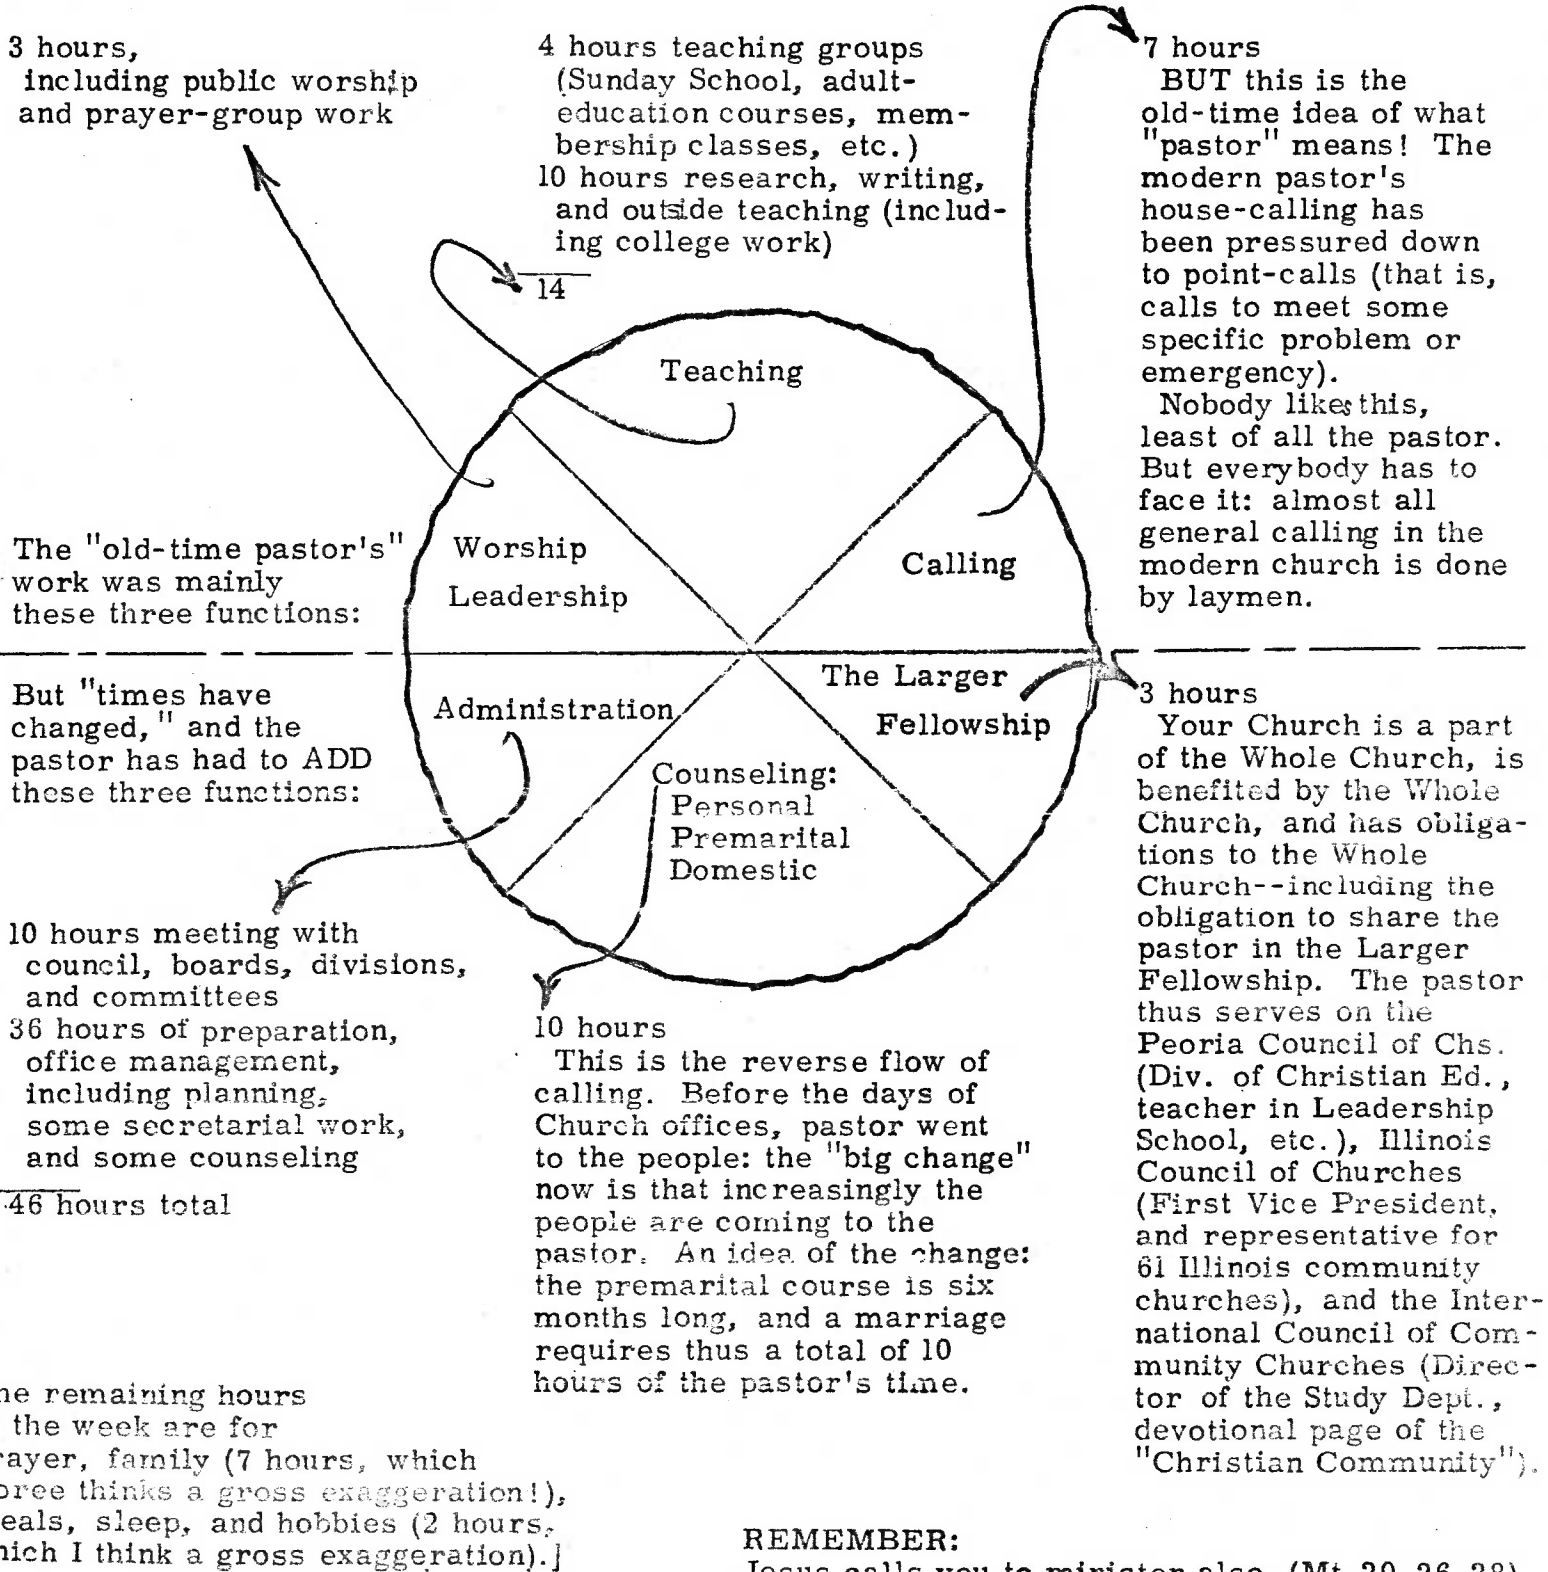 3 hours,
including public worship
and prayer-group work
4 hours teaching groups
(Sunday School, adult-
education courses, mem-
bership classes, etc.)
10 hours research, writing,
and outside teaching (includ-
ing college work)
14
7 hours
BUT this is the
old-time idea of what
"pastor" means! The
modern pastor's
house-calling has
been pressured down
to point-calls (that is,
calls to meet some
specific problem or
emergency).
Nobody likes this,
least of all the pastor.
But everybody has to
face it: almost all
general calling in the
modern church is done
by laymen.
Teaching
The "old-time pastor's"
work was mainly
these three functions:
Worship
Leadership
Calling
But "times have
changed," and the
pastor has had to ADD
these three functions:
Administration
Counseling:
Personal
Premarital
Domestic
The Larger
Fellowship
3 hours
Your Church is a part
of the Whole Church, is
benefited by the Whole
Church, and has obliga-
tions to the Whole
Church--including the
obligation to share the
pastor in the Larger
Fellowship. The pastor
thus serves on the
Peoria Council of Chs.
(Div. of Christian Ed.,
teacher in Leadership
School, etc.), Illinois
Council of Churches
(First Vice President,
and representative for
61 Illinois community
churches), and the Inter-
national Council of Com-
munity Churches (Direc-
tor of the Study Dept.,
devotional page of the
"Christian Community").
10 hours meeting with
council, boards, divisions,
and committees
36 hours of preparation,
office management,
including planning,
some secretarial work,
and some counseling
46 hours total
10 hours
This is the reverse flow of
calling. Before the days of
Church offices, pastor went
to the people: the "big change"
now is that increasingly the
people are coming to the
pastor. An idea of the change:
the premarital course is six
months long, and a marriage
requires thus a total of 10
hours of the pastor's time.
remaining hours
the week are for
family (7 hours, which
thinks a gross exaggeration!),
sleep, and hobbies (2 hours,
I think a gross exaggeration).]
REMEMBER:
Jesus calls you to minister also (Mt. 20.26-28)